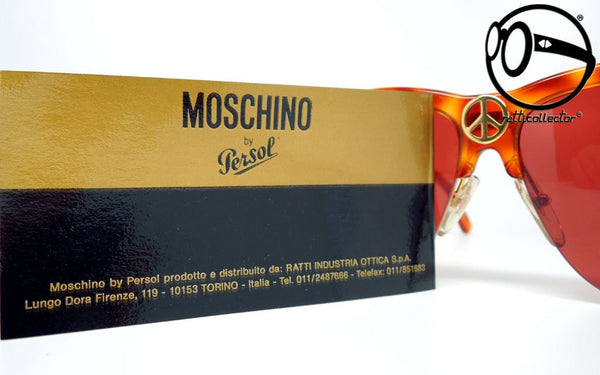 MOSCHINO
by
Persol
Moschino by Persol prodotto e distribuito da: RATTI INDUSTRIA OTTICA S.p.A.
Lungo Dora Firenze, 119 - 10153 TORINO - Italia - Tel. 011/2487666 - Telefax: 011/851683
ratticollector©